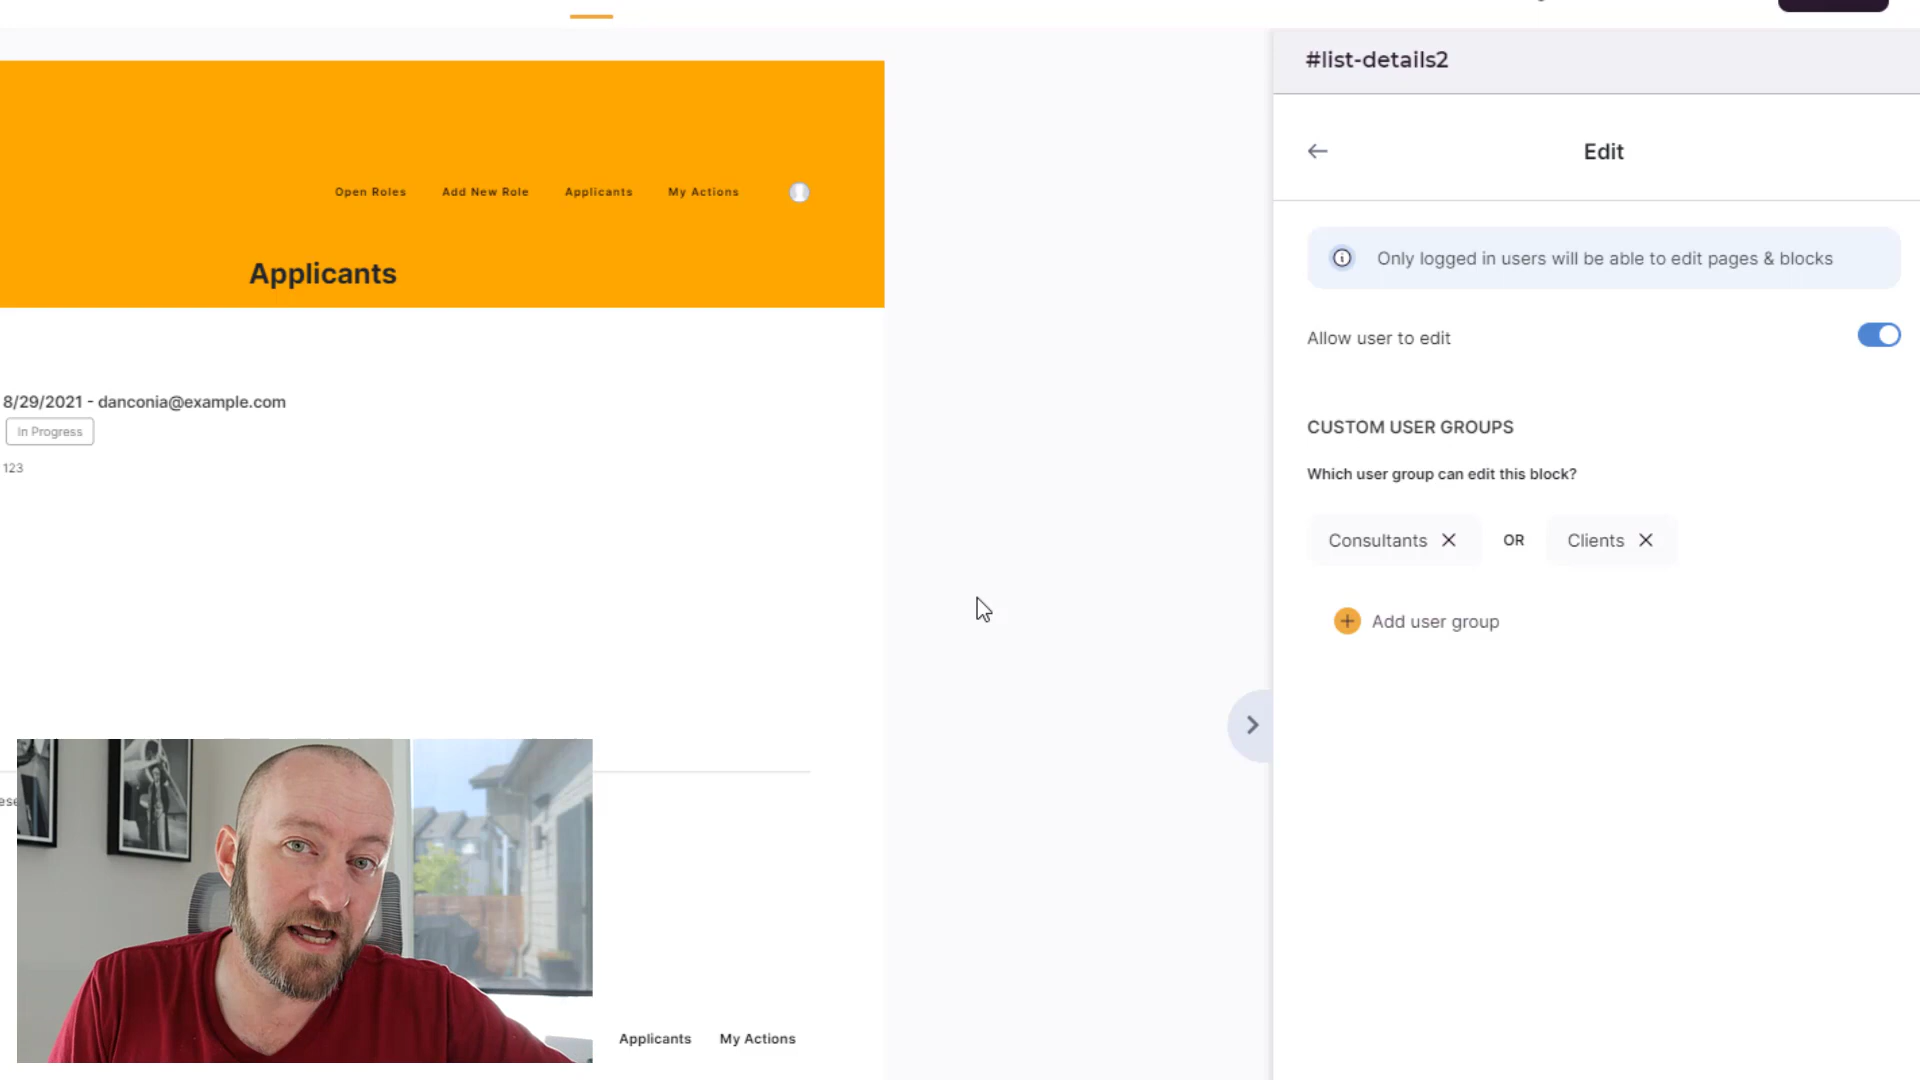 #list-details2
Edit
Only logged in users will be able to edit pages & blocks
Allow user to edit
CUSTOM USER GROUPS
Which user group can edit this block?
Consultants OR Clients
Add user group
Open Roles Add New Role Applicants My Actions
Applicants
8/29/2021 - danconia@example.com
In Progress
123
Applicants My Actions